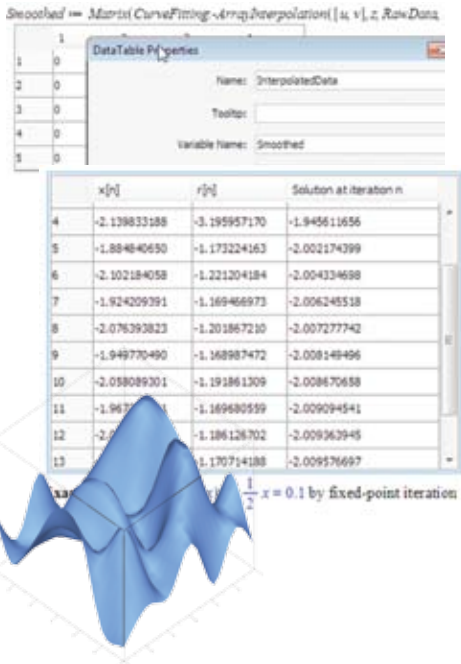 Smoothed := Matrix(CurveFitting:-ArrayInterpolation([u, v], z, RawData,
1
DataTable Properties
1 0
2 0
3 0
4 0
5 0
Name: InterpolatedData
Tooltip:
Variable Name: Smoothed
x[n] r[n] Solution at iteration n
4 -2.139833188 -3.195957170 -1.945611656
5 -1.884840650 -1.173224163 -2.002174399
6 -2.102184058 -1.221204184 -2.004334698
7 -1.924209391 -1.169466973 -2.006245518
8 -2.076393823 -1.201867210 -2.007277742
9 -1.949770490 -1.168987472 -2.008149496
10 -2.058089301 -1.191861309 -2.008670658
11 -1.169680559 -2.009094541
12 -1.186126702 -2.009363945
13 -1.170714188 -2.009576697
1/2 x = 0.1 by fixed-point iteration